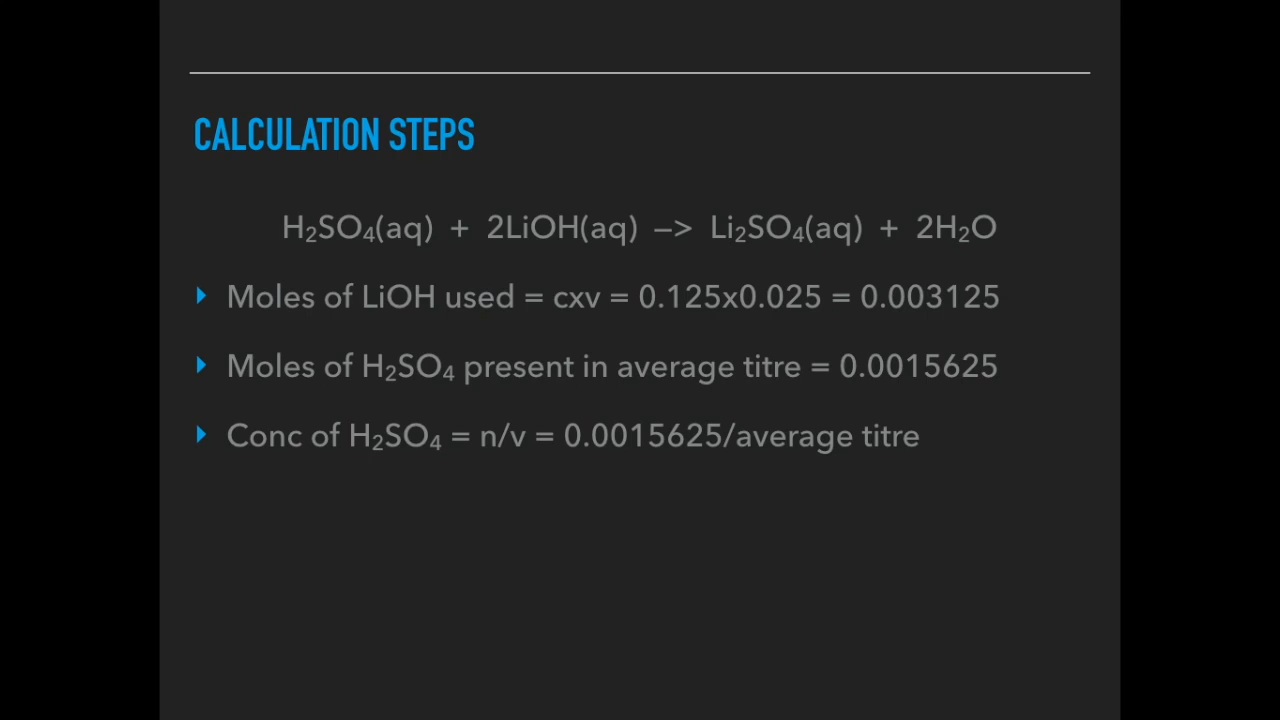 CALCULATION STEPS
H₂SO₄(aq) + 2LiOH(aq) –> Li₂SO₄(aq) + 2H₂O
Moles of LiOH used = cxv = 0.125x0.025 = 0.003125
Moles of H₂SO₄ present in average titre = 0.0015625
Conc of H₂SO₄ = n/v = 0.0015625/average titre